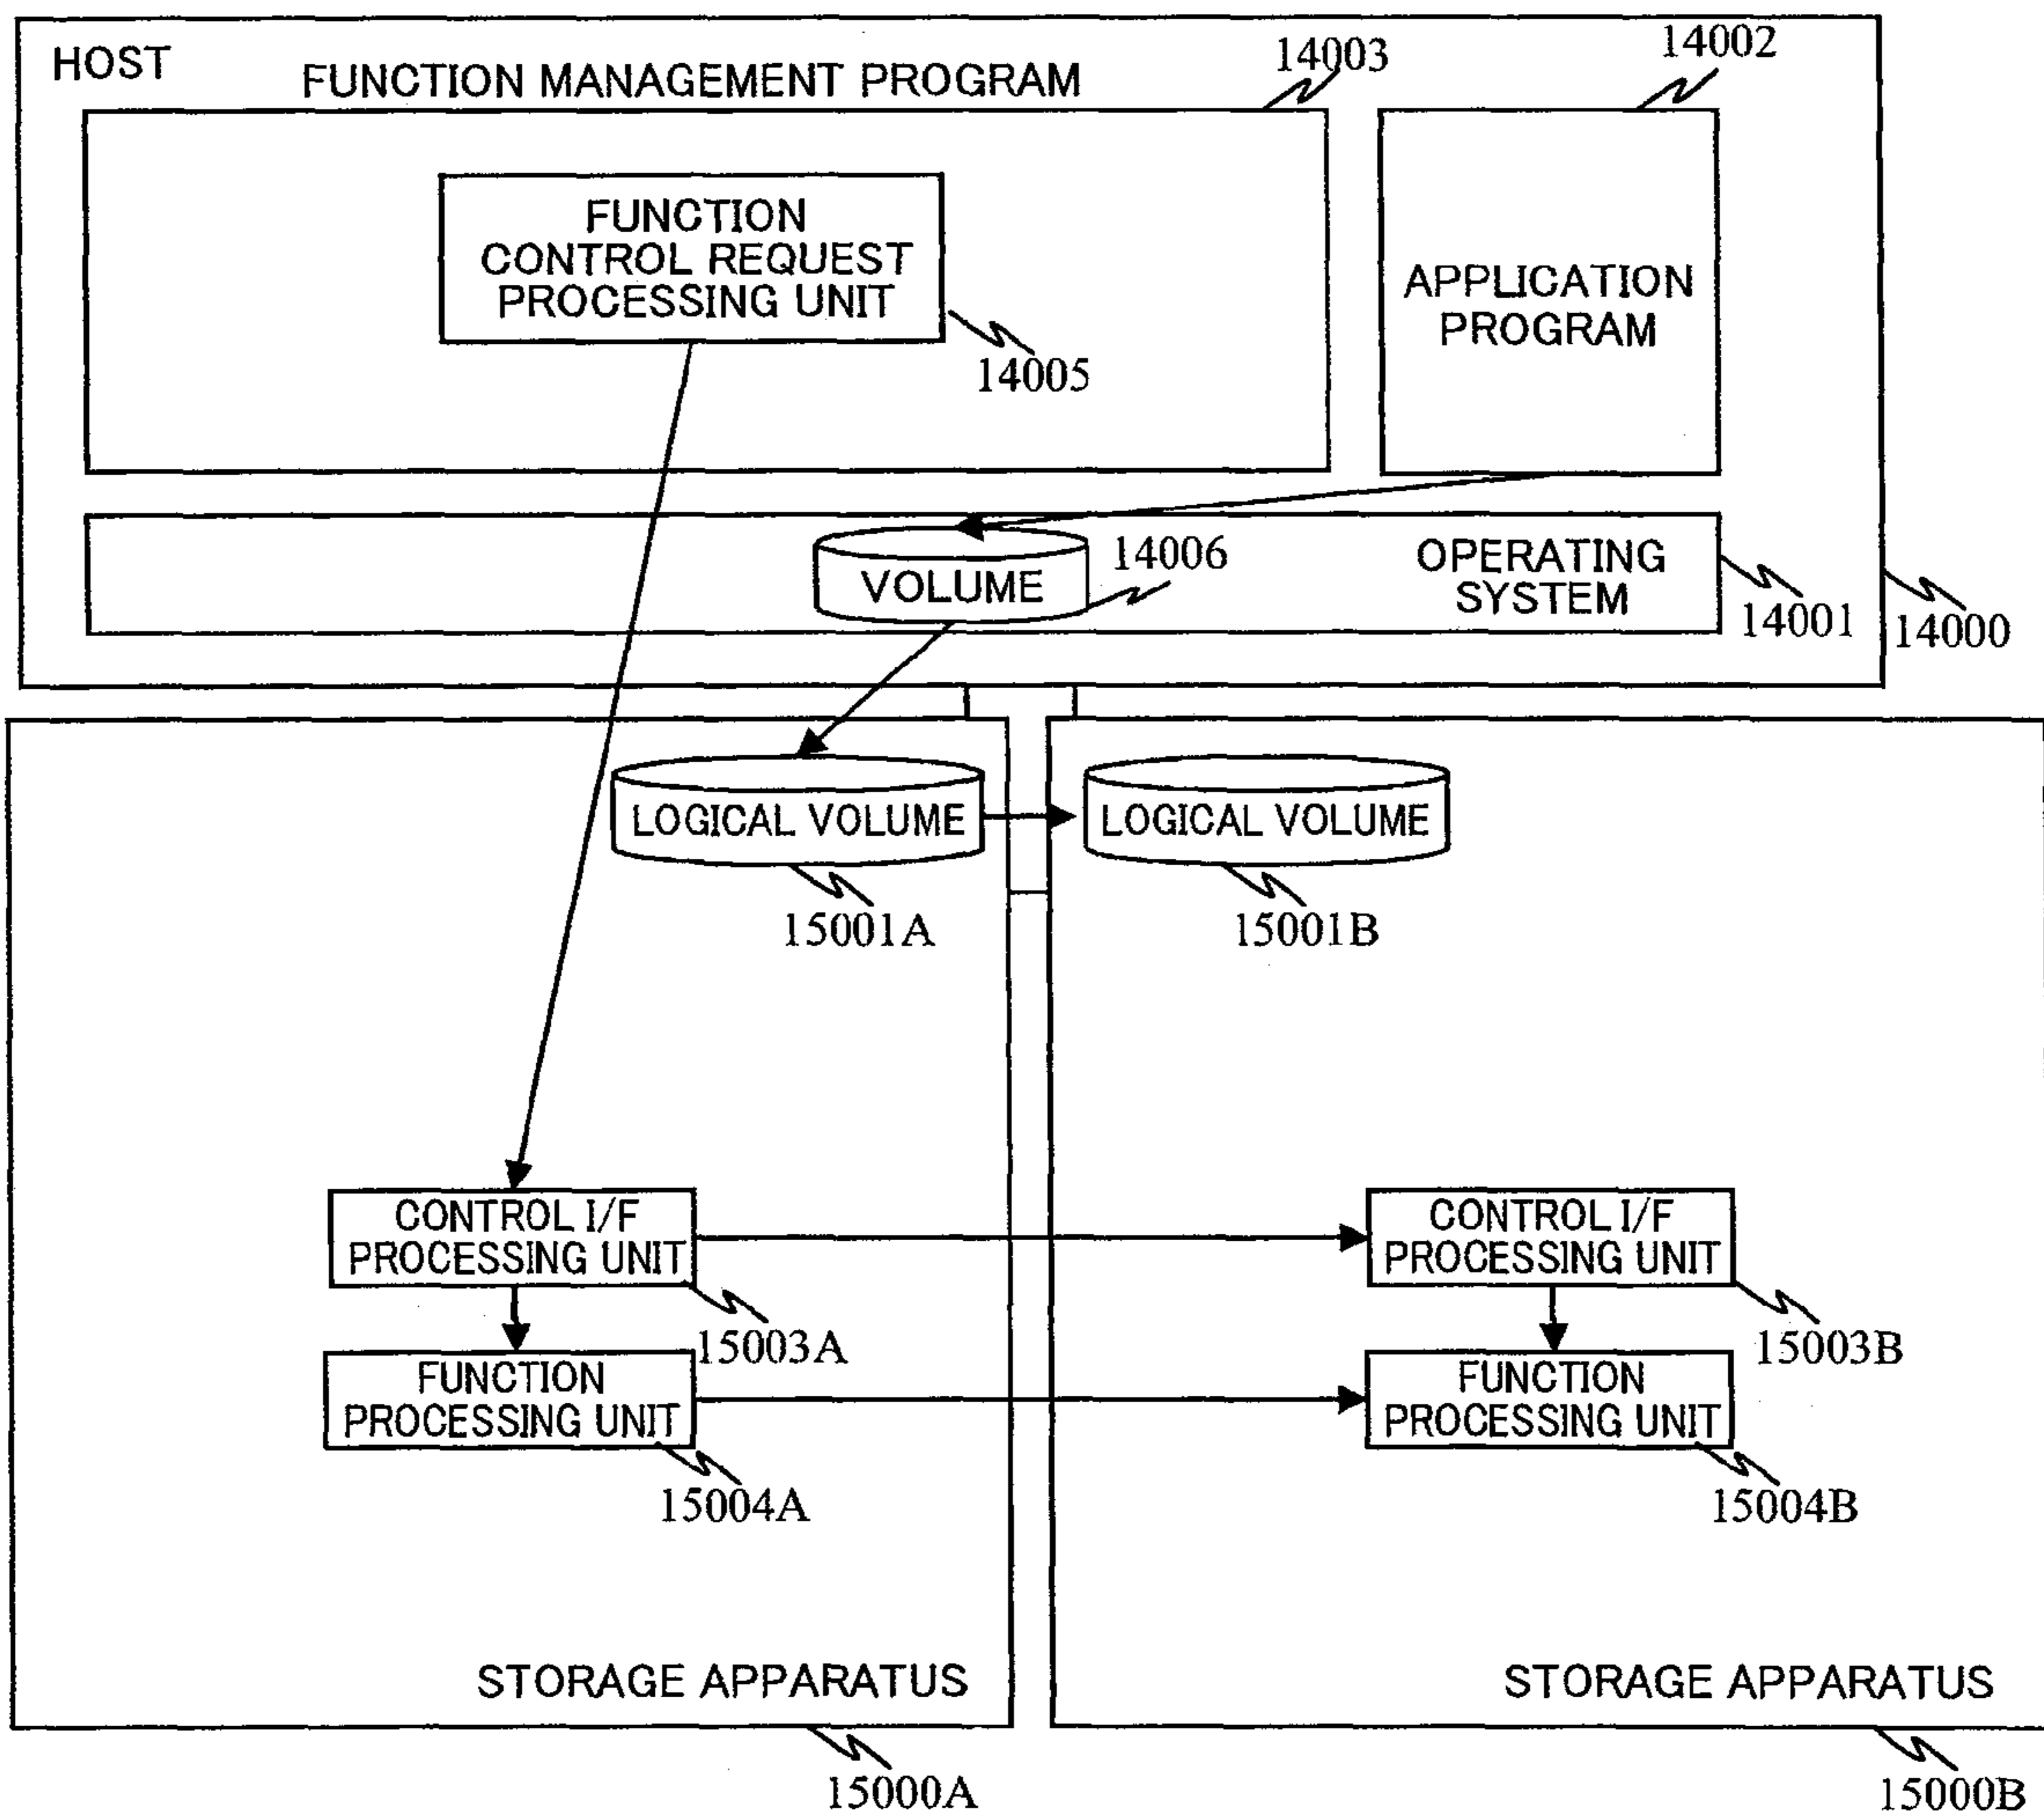 HOST
FUNCTION MANAGEMENT PROGRAM
14003
14002
FUNCTION
CONTROL REQUEST
PROCESSING UNIT
14005
APPLICATION
PROGRAM
VOLUME
14006
OPERATING
SYSTEM
14001
14000
LOGICAL VOLUME
LOGICAL VOLUME
15001A
15001B
CONTROL I/F
PROCESSING UNIT
CONTROL I/F
PROCESSING UNIT
15003A
15003B
FUNCTION
PROCESSING UNIT
FUNCTION
PROCESSING UNIT
15004A
15004B
STORAGE APPARATUS
STORAGE APPARATUS
15000A
15000B